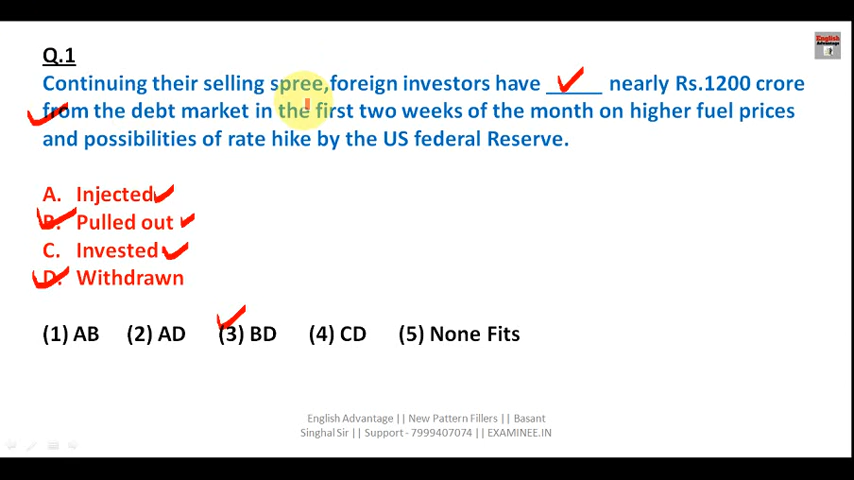 English
Advantage
Q.1
Continuing their selling spree,foreign investors have _____ nearly Rs.1200 crore
from the debt market in the first two weeks of the month on higher fuel prices
and possibilities of rate hike by the US federal Reserve.
A. Injected
B. Pulled out
C. Invested
D. Withdrawn
(1) AB (2) AD (3) BD (4) CD (5) None Fits
English Advantage || New Pattern Fillers || Basant
Singhal Sir || Support - 7999407074 || EXAMINEE.IN